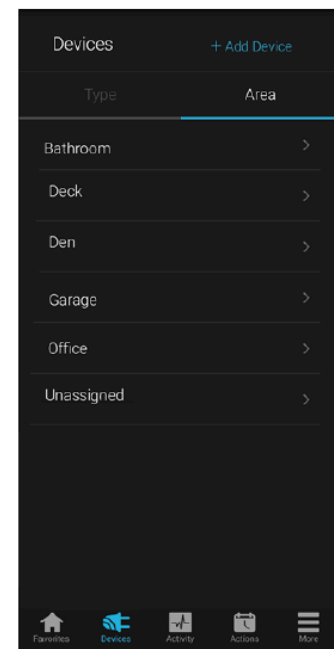 Devices + Add Device
Type Area
Bathroom
Deck
Den
Garage
Office
Unassigned
Favorites Devices Activity Actions More